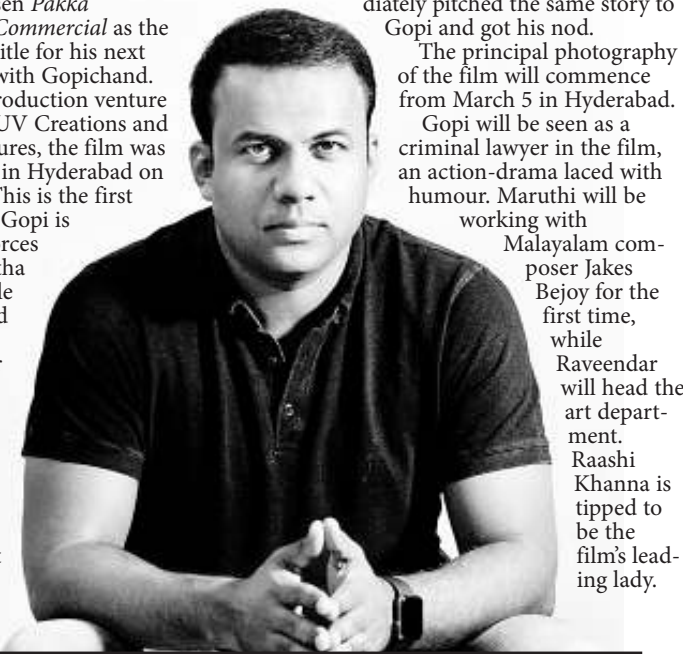 en Pakka
Commercial as the
itle for his next
with Gopichand.
roduction venture
UV Creations and
ures, the film was
in Hyderabad on
This is the first
Gopi is
rces
tha
le
d
diately pitched the same story to
Gopi and got his nod.
The principal photography
of the film will commence
from March 5 in Hyderabad.
Gopi will be seen as a
criminal lawyer in the film,
an action-drama laced with
humour. Maruthi will be
working with
Malayalam com-
poser Jakes
Bejoy for the
first time,
while
Raveendar
will head the
art depart-
ment.
Raashi
Khanna is
tipped to
be the
film's lead-
ing lady.